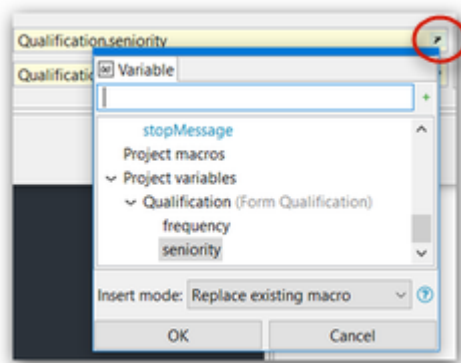 Qualification.seniority
Qualificatio
Variable
stopMessage
Project macros
Project variables
Qualification (Form Qualification)
frequency
seniority
Insert mode: Replace existing macro
OK Cancel